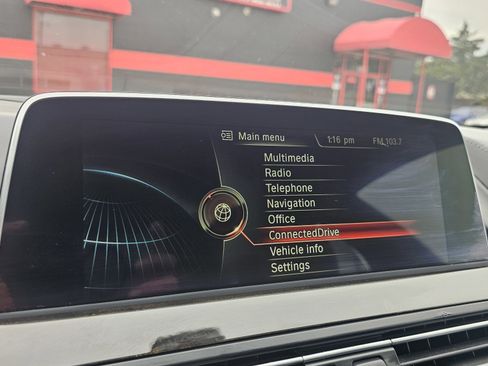 Main menu 1:16 pm FM 103.7
Multimedia
Radio
Telephone
Navigation
Office
ConnectedDrive
Vehicle info
Settings